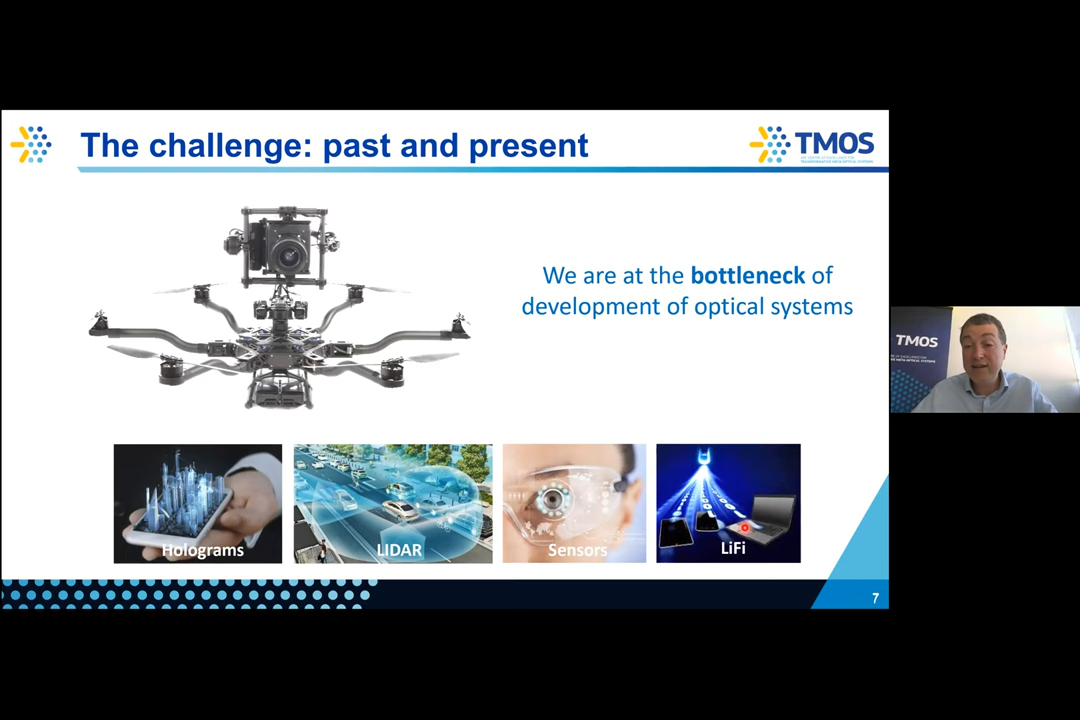 The challenge: past and present
TMOS
ARC CENTRE OF EXCELLENCE FOR
TRANSFORMATIVE META-OPTICAL SYSTEMS
We are at the bottleneck of
development of optical systems
TMOS
Holograms
LIDAR
Sensors
LiFi
7